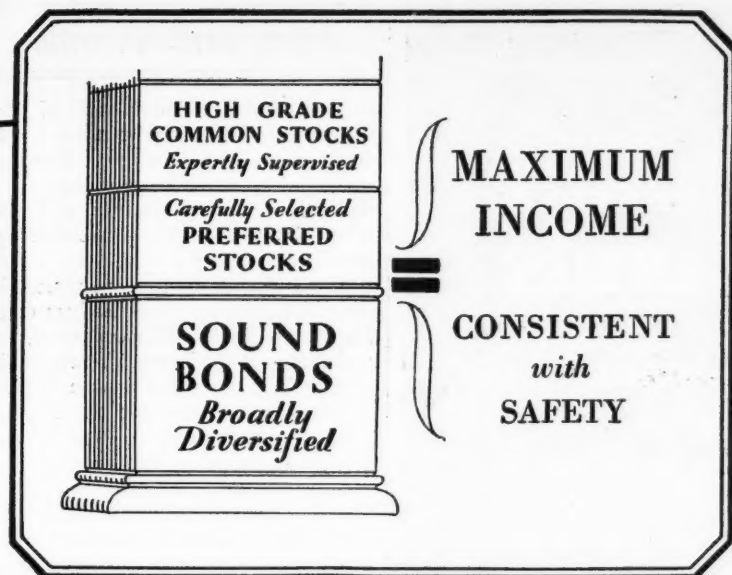 HIGH GRADE
COMMON STOCKS
Expertly Supervised
Carefully Selected
PREFERRED
STOCKS
SOUND
BONDS
Broadly
Diversified
MAXIMUM
INCOME
=
CONSISTENT
with
SAFETY